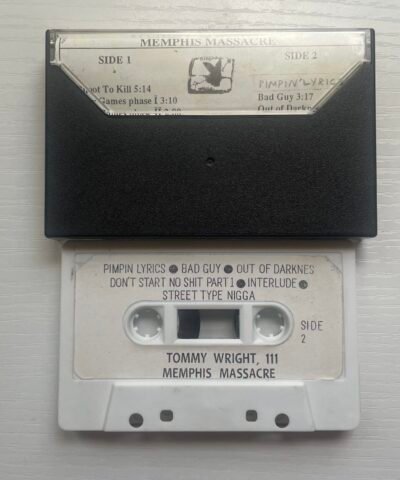 MEMPHIS MASSACRE
SIDE 1
SIDE 2
PIMPIN' LYRICS
To Kill 5:14
Games phase I 3:10
Bad Guy 3:17
Out of Darknes
PIMPIN LYRICS ● BAD GUY ● OUT OF DARKNES
DON'T START NO SHIT PART 1 ● INTERLUDE ●
STREET TYPE NIGGA
SIDE
2
TOMMY WRIGHT, 111
MEMPHIS MASSACRE